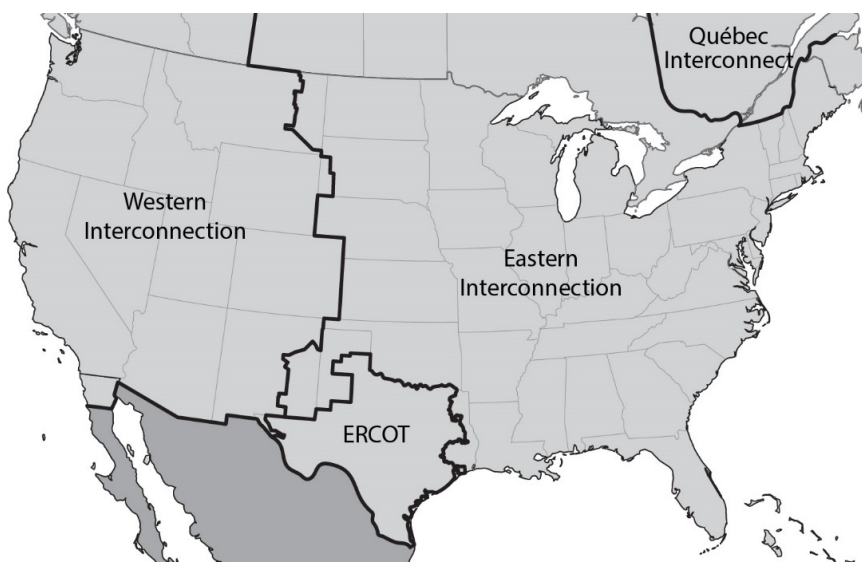 Québec
Interconnect
Western
Interconnection
Eastern
Interconnection
ERCOT